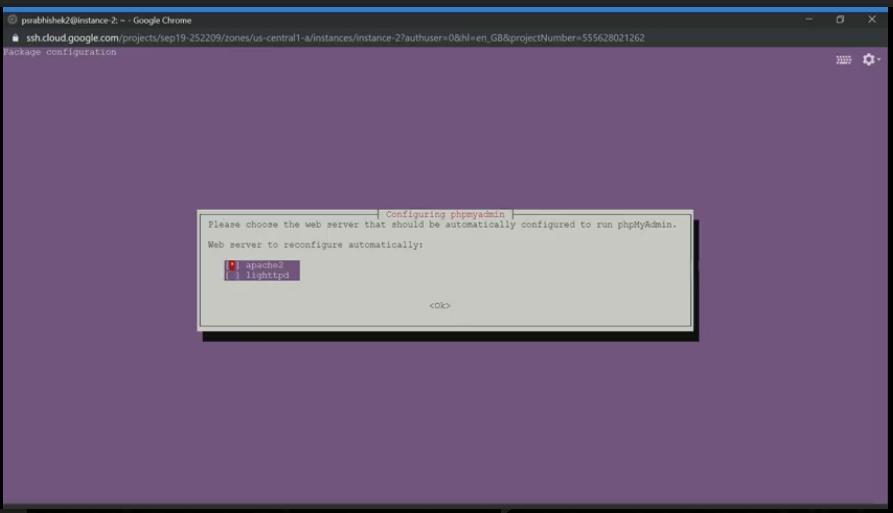 psrabhishek2@instance-2: ~ - Google Chrome
ssh.cloud.google.com/projects/sep19-252209/zones/us-central1-a/instances/instance-2?authuser=0&hl=en_GB&projectNumber=555628021262
Package configuration
Configuring phpmyadmin
Please choose the web server that should be automatically configured to run phpMyAdmin.
Web server to reconfigure automatically:
[*] apache2
[ ] lighttpd
<Ok>